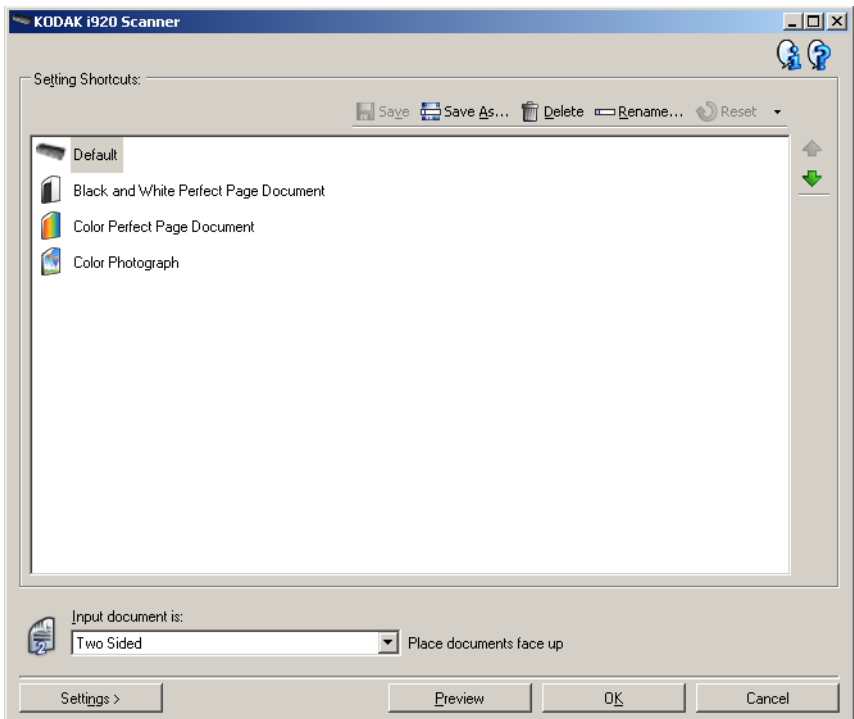 KODAK i920 Scanner
Setting Shortcuts:
Save Save As... Delete Rename... Reset
Default
Black and White Perfect Page Document
Color Perfect Page Document
Color Photograph
Input document is:
2 Two Sided Place documents face up
Settings > Preview OK Cancel